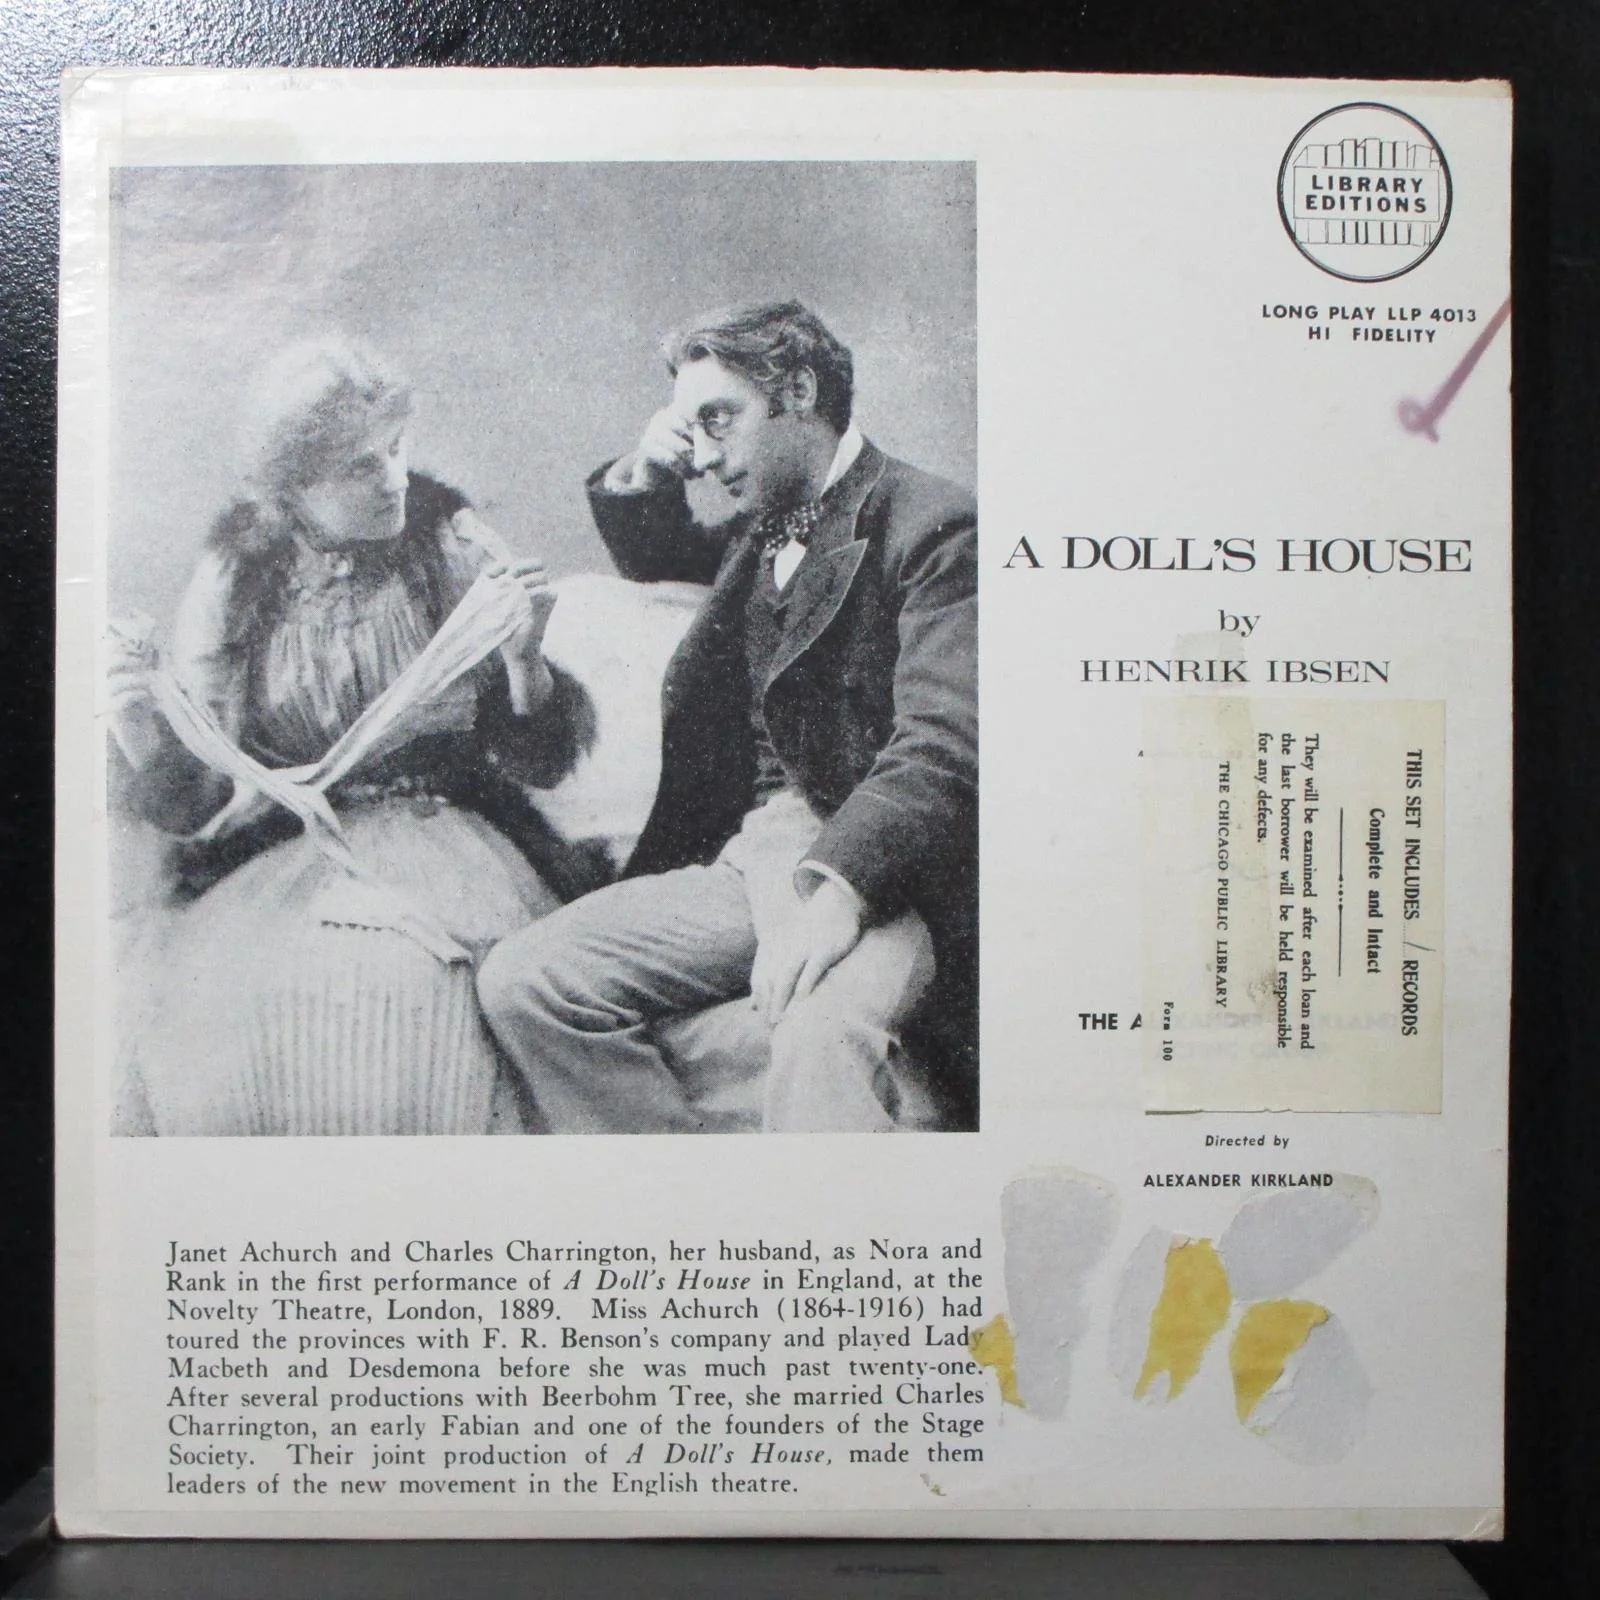 LIBRARY
EDITIONS
LONG PLAY LLP 4013
HI FIDELITY
A DOLL'S HOUSE
by
HENRIK IBSEN
THIS SET INCLUDES / RECORDS
Complete and Intact
They will be examined after each loan and
the last borrower will be held responsible
for any defects.
THE CHICAGO PUBLIC LIBRARY
Form 100
THE ALEXANDER KIRKLAND
ACTING GROUP
Directed by
ALEXANDER KIRKLAND
Janet Achurch and Charles Charrington, her husband, as Nora and
Rank in the first performance of A Doll's House in England, at the
Novelty Theatre, London, 1889. Miss Achurch (1864-1916) had
toured the provinces with F. R. Benson's company and played Lady
Macbeth and Desdemona before she was much past twenty-one.
After several productions with Beerbohm Tree, she married Charles
Charrington, an early Fabian and one of the founders of the Stage
Society. Their joint production of A Doll's House, made them
leaders of the new movement in the English theatre.